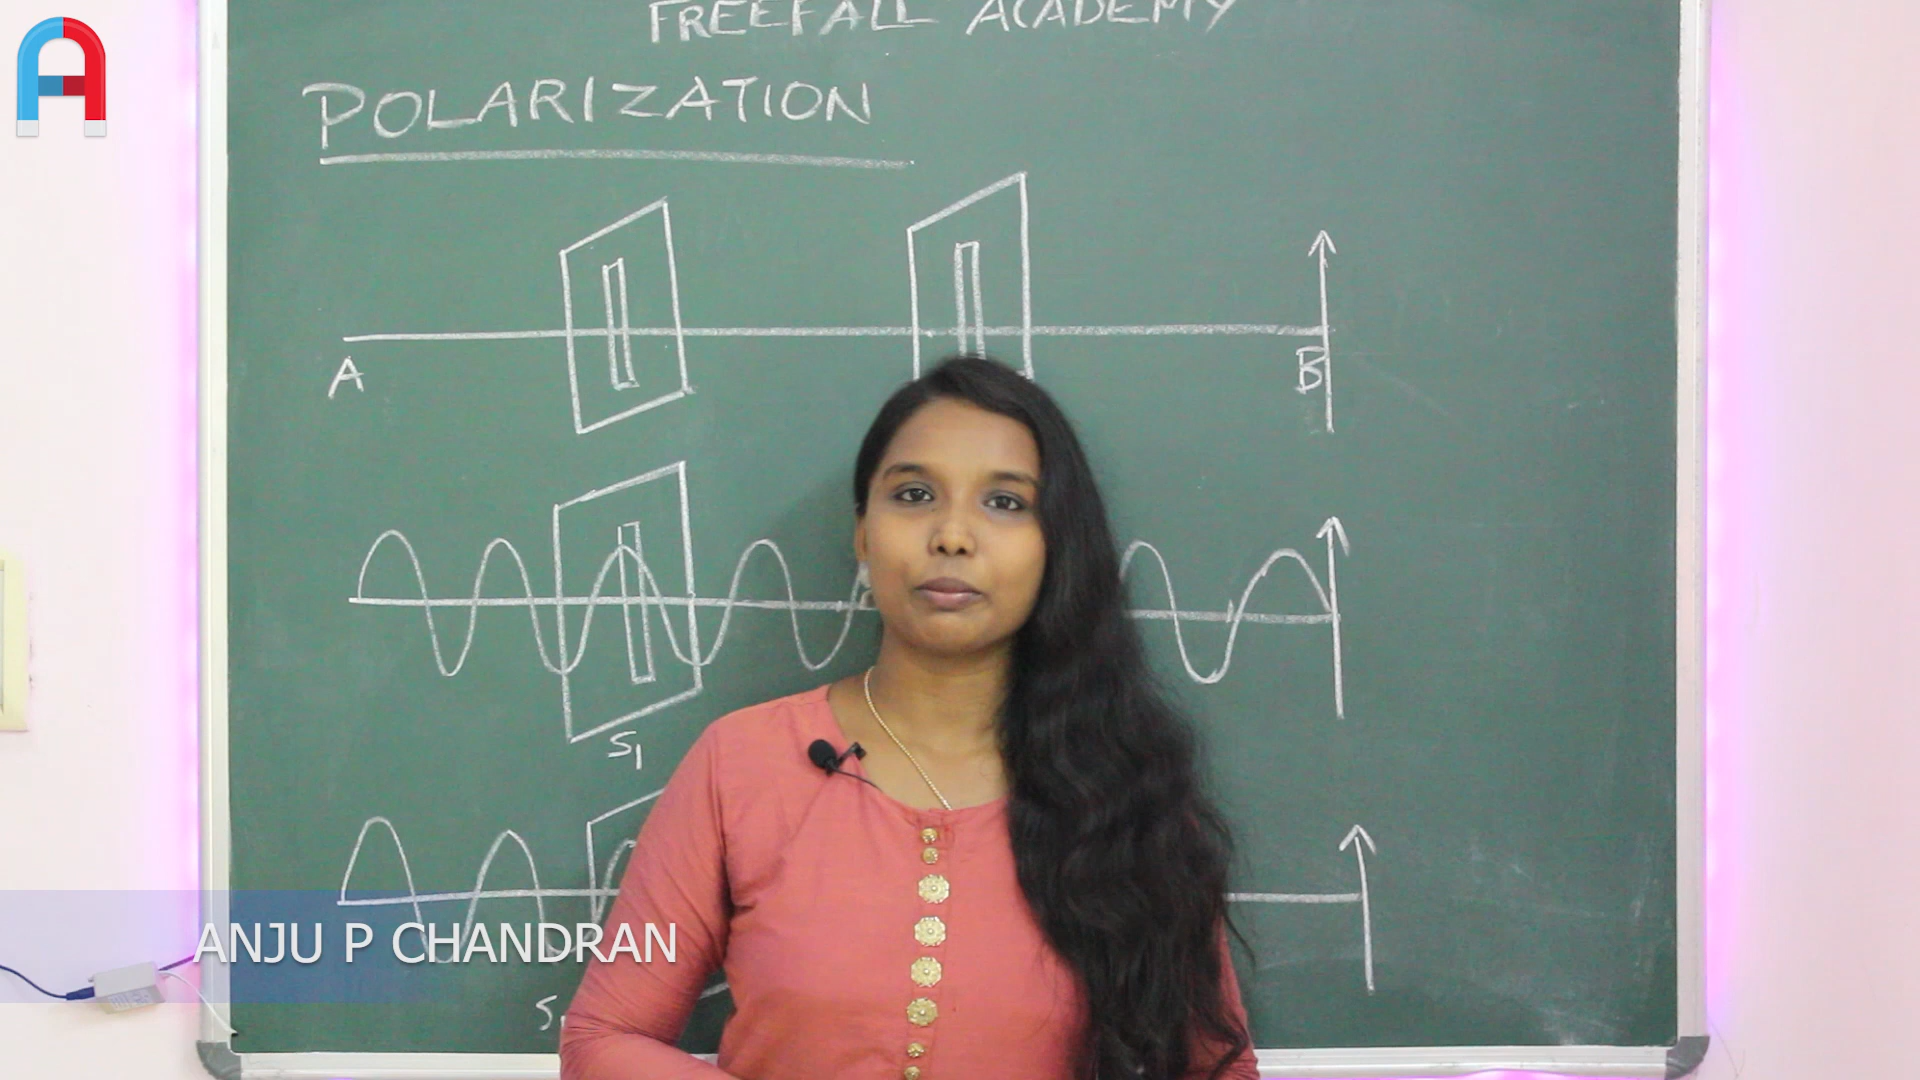 FREEFALL ACADEMY
POLARIZATION
A
B
S1
ANJU P CHANDRAN
S